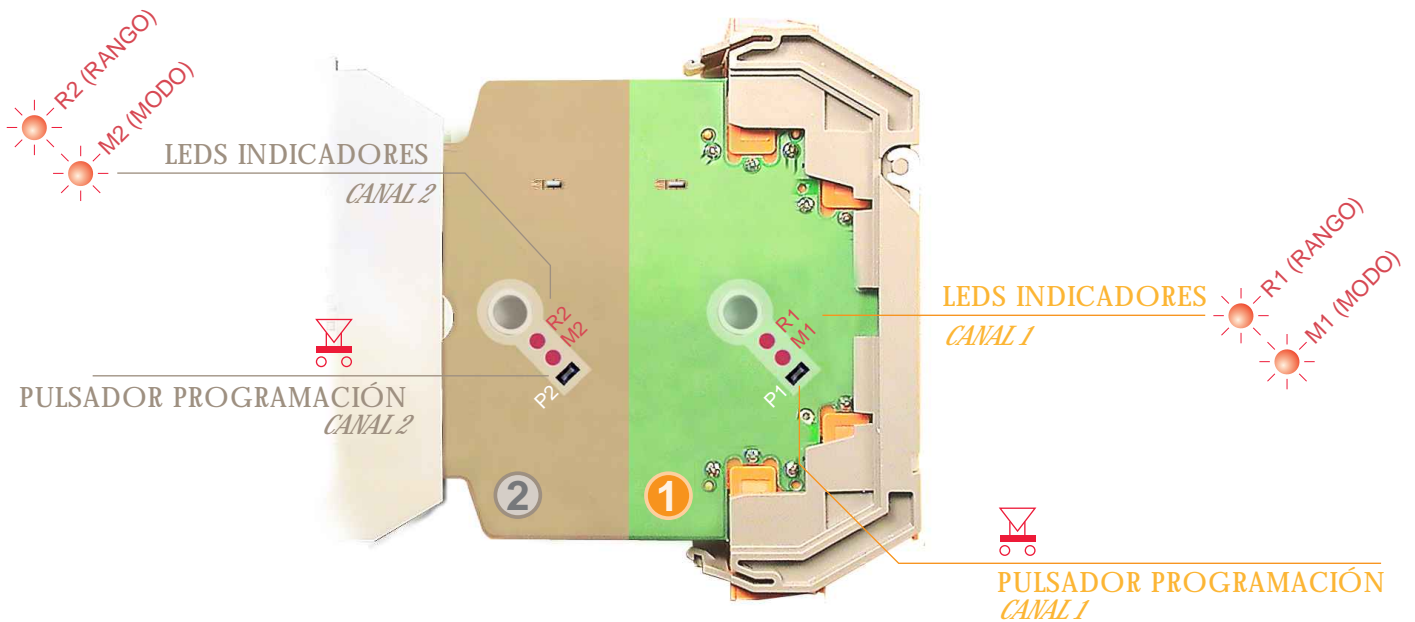 R2 (RANGO)
M2 (MODO)
LEDS INDICADORES
CANAL 2
R2
M2
P2
PULSADOR PROGRAMACIÓN
CANAL 2
2
1
R1
M1
P1
LEDS INDICADORES
CANAL 1
R1 (RANGO)
M1 (MODO)
PULSADOR PROGRAMACIÓN
CANAL 1